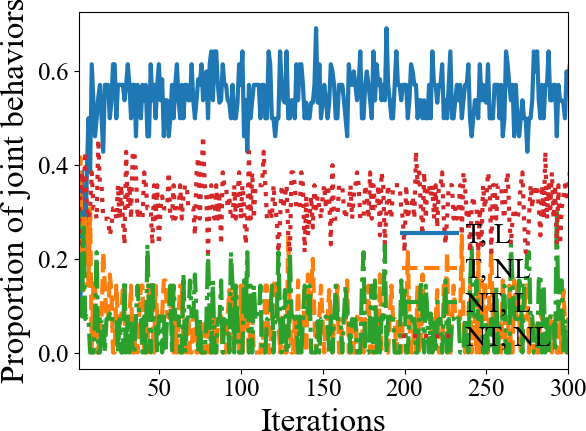 Proportion of joint behaviors
0.6
0.4
0.2
0.0
T, L
T, NL
NT, L
NT, NL
50
100
150
200
250
300
Iterations